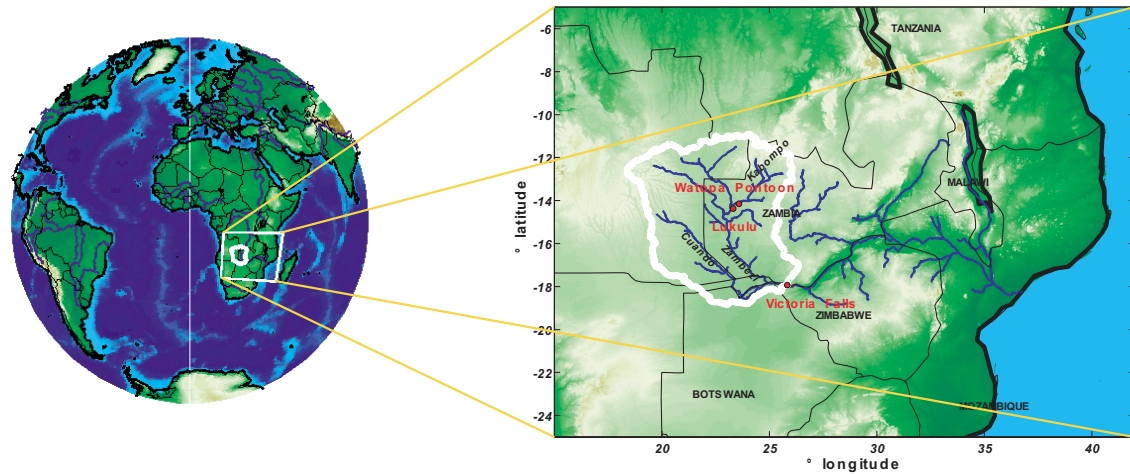 TANZANIA
-6
-8
-10
-12
-14
-16
-18
-20
-22
-24
° latitude
Kabompo
Watopa Pontoon
MALAWI
ZAMBIA
Lukulu
Cuando
Zambezi
Victoria Falls
ZIMBABWE
BOTSWANA
MOZAMBIQUE
20
25
30
35
40
° longitude